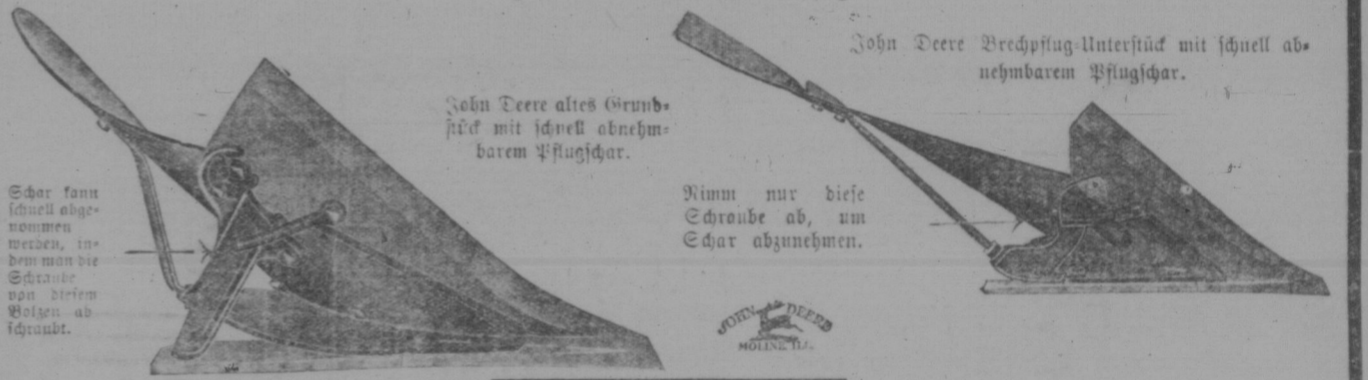 John Deere Brechpflug-Unterstück mit schnell ab-
nehmbarem Pflugschar.
John Deere altes Grund-
stück mit schnell abnehm-
barem Pflugschar.
Schar kann
schnell abge-
nommen
werden, in-
dem man die
Schraube
von diesem
Bolzen ab
schraubt.
Nimm nur diese
Schraube ab, um
Schar abzunehmen.
JOHN DEERE
MOLINE ILL.